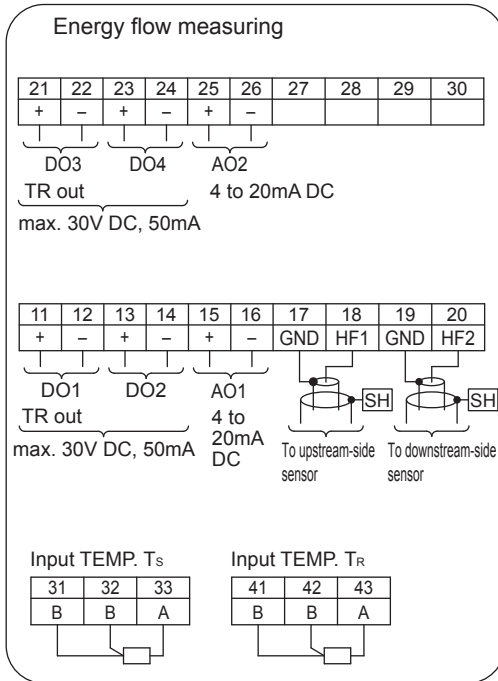 Energy flow measuring
21 22 23 24 25 26 27 28 29 30
+ – + – + –
DO3 DO4 AO2
TR out 4 to 20mA DC
max. 30V DC, 50mA
11 12 13 14 15 16 17 18 19 20
+ – + – + – GND HF1 GND HF2
SH SH
DO1 DO2 AO1
TR out 4 to
20mA
max. 30V DC, 50mA DC
To upstream-side To downstream-side
sensor sensor
Input TEMP. Ts Input TEMP. TR
31 32 33 41 42 43
B B A B B A